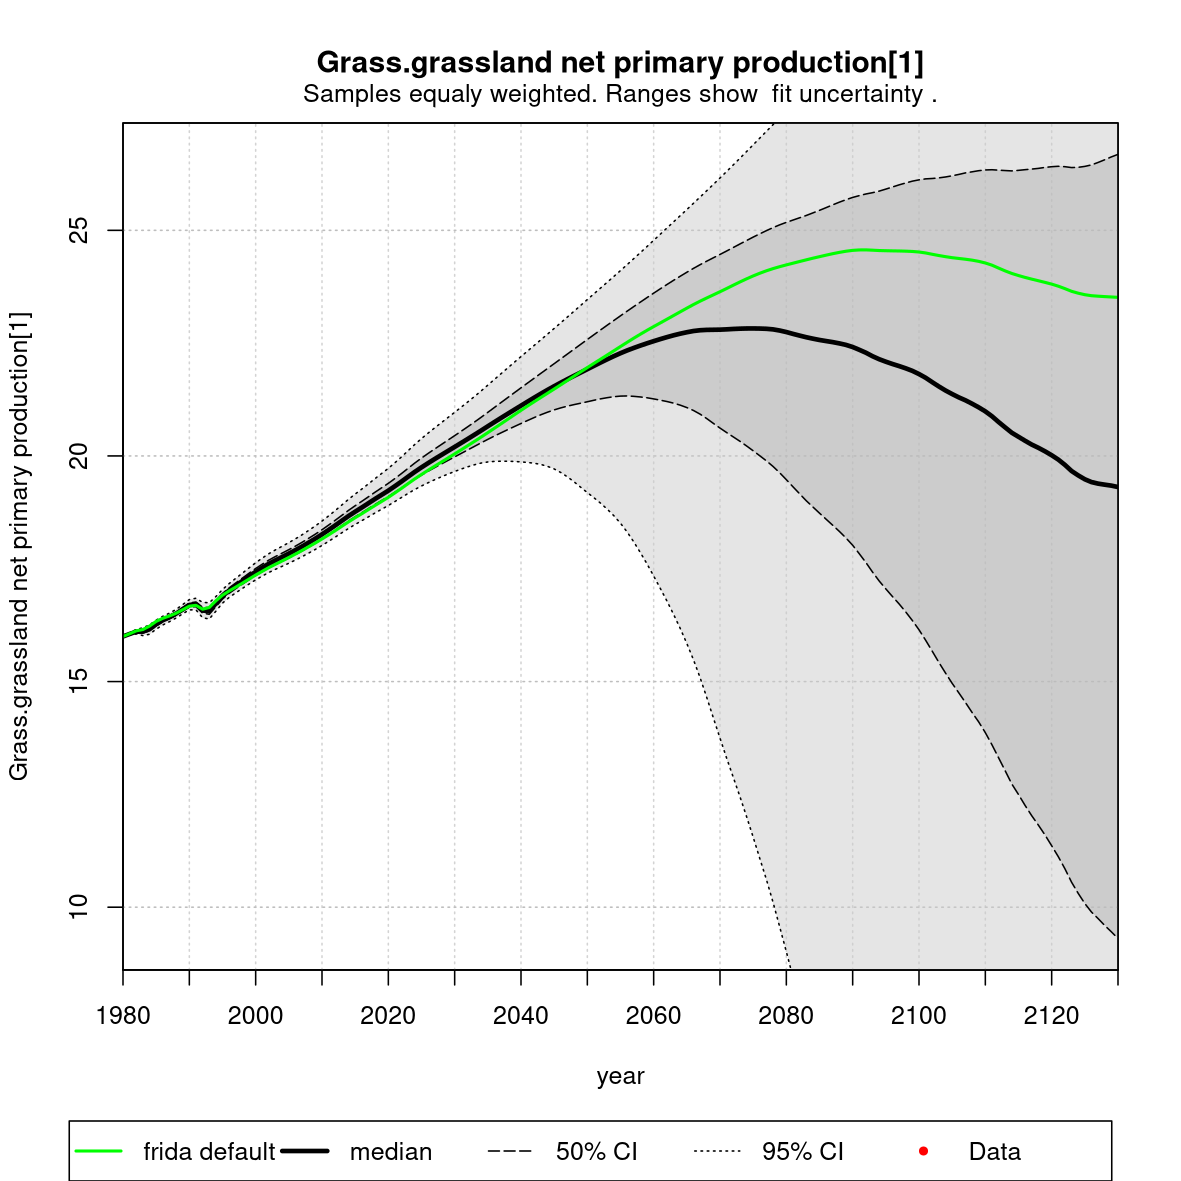 Grass.grassland net primary production[1]
Samples equaly weighted. Ranges show  fit uncertainty .
Grass.grassland net primary production[1]
25
20
15
10
1980 2000 2020 2040 2060 2080 2100 2120
year
frida default median 50% CI 95% CI Data